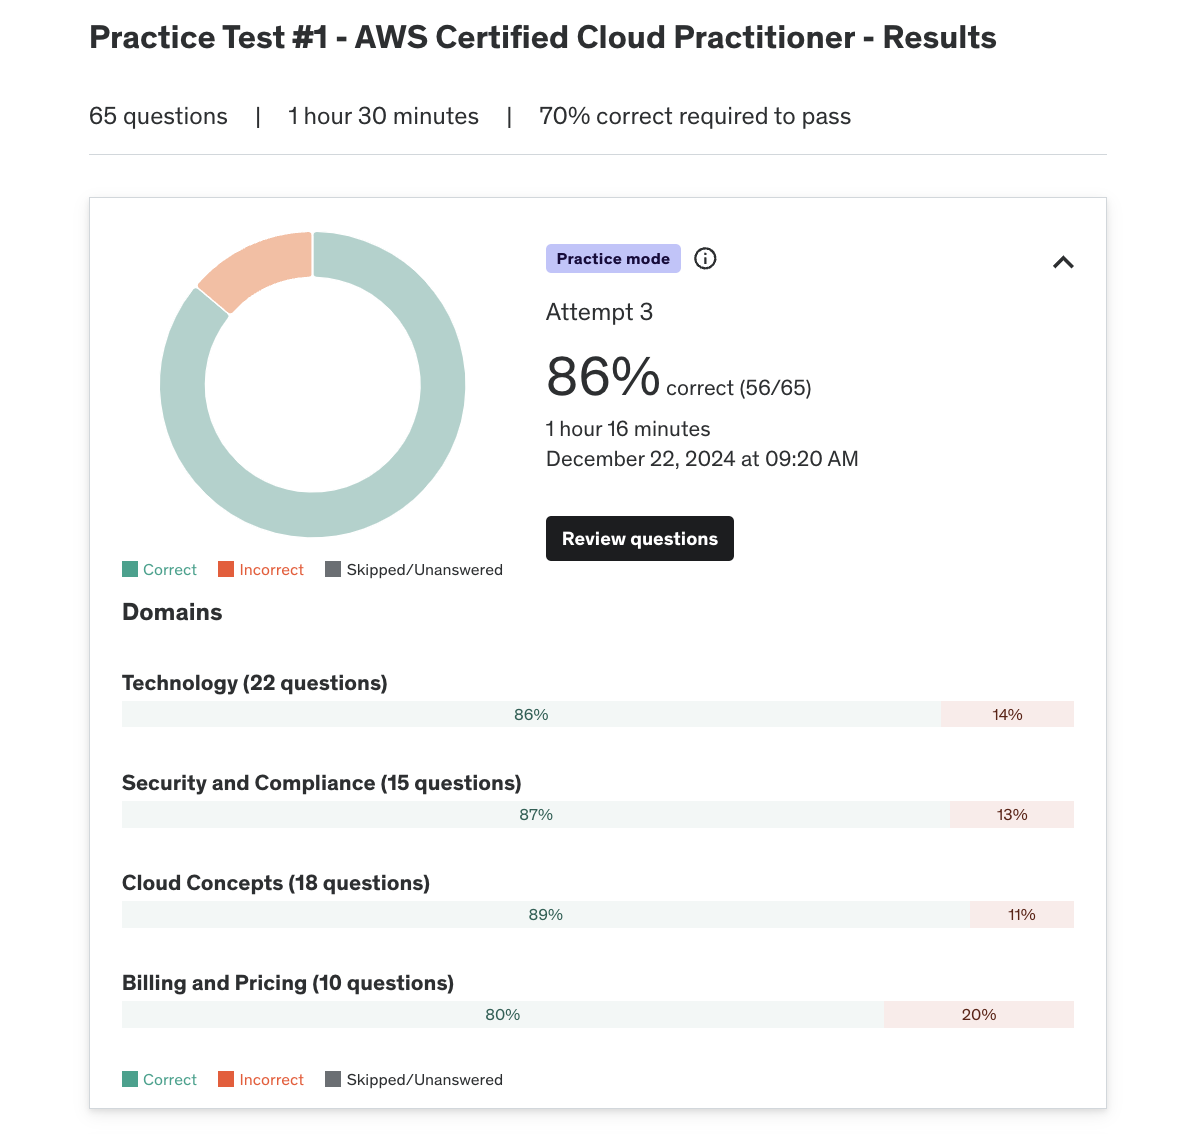 Practice Test #1 - AWS Certified Cloud Practitioner - Results
65 questions | 1 hour 30 minutes | 70% correct required to pass
Practice mode
Attempt 3
86% correct (56/65)
1 hour 16 minutes
December 22, 2024 at 09:20 AM
Review questions
Correct Incorrect Skipped/Unanswered
Domains
Technology (22 questions)
86% 14%
Security and Compliance (15 questions)
87% 13%
Cloud Concepts (18 questions)
89% 11%
Billing and Pricing (10 questions)
80% 20%
Correct Incorrect Skipped/Unanswered